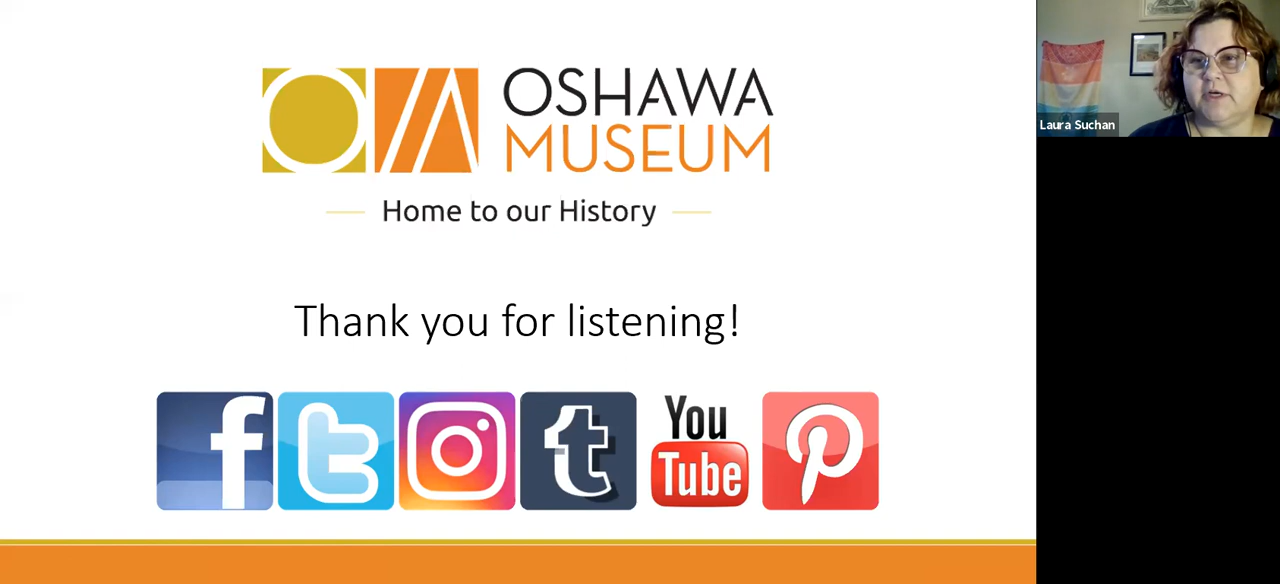 OSHAWA
MUSEUM
Home to our History
Thank you for listening!
You
Tube
Laura Suchan